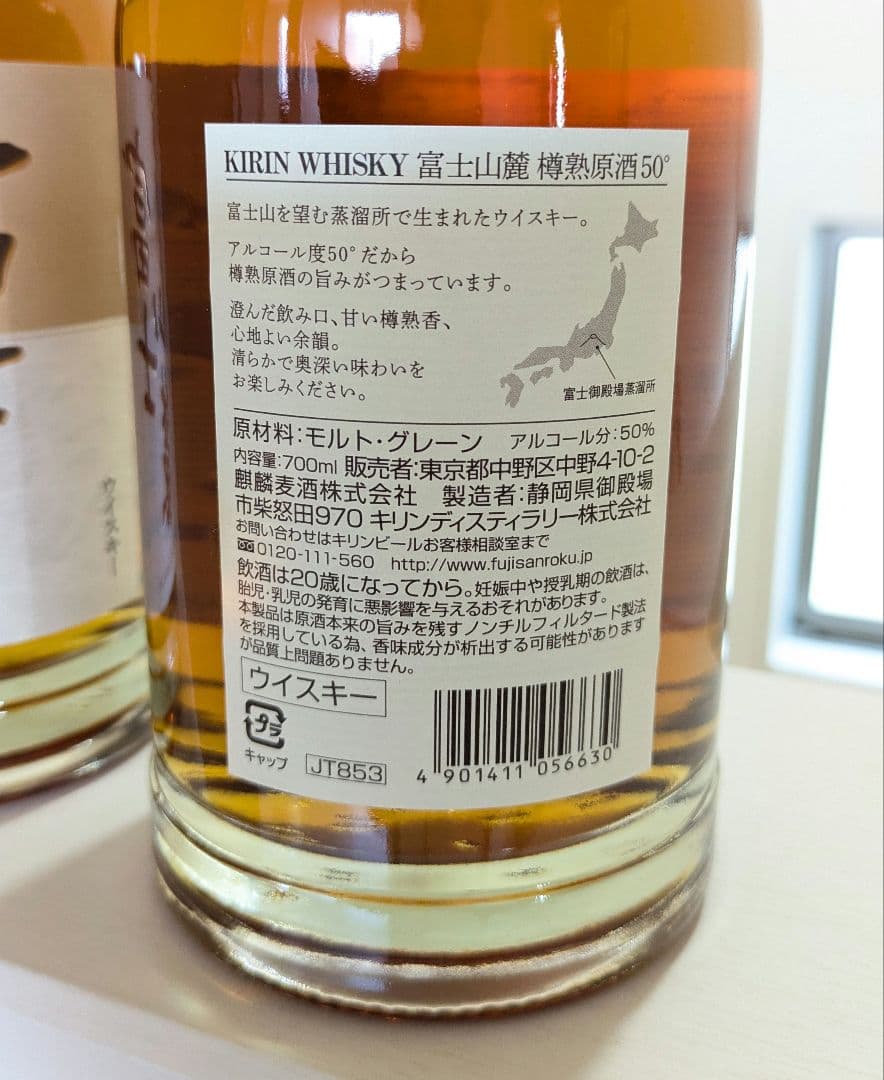 KIRIN WHISKY 富士山麓 樽熟原酒50°
富士山を望む蒸溜所で生まれたウイスキー。
アルコール度50°だから
樽熟原酒の旨みがつまっています。
澄んだ飲み口、甘い樽熟香、
心地よい余韻。
清らかで奥深い味わいを
お楽しみください。
富士御殿場蒸溜所
原材料:モルト・グレーン アルコール分:50%
内容量:700ml 販売者:東京都中野区中野4-10-2
麒麟麦酒株式会社 製造者:静岡県御殿場
市柴怒田970 キリンディスティラリー株式会社
お問い合わせはキリンビールお客様相談室まで
0120-111-560 http://www.fujisanroku.jp
飲酒は20歳になってから。妊娠中や授乳期の飲酒は、
胎児・乳児の発育に悪影響を与えるおそれがあります。
本製品は原酒本来の旨みを残すノンチルフィルタード製法
を採用している為、香味成分が析出する可能性があります
が品質上問題ありません。
ウイスキー
プラ
キャップ
JT853
4 901411 056630
ウイスキー